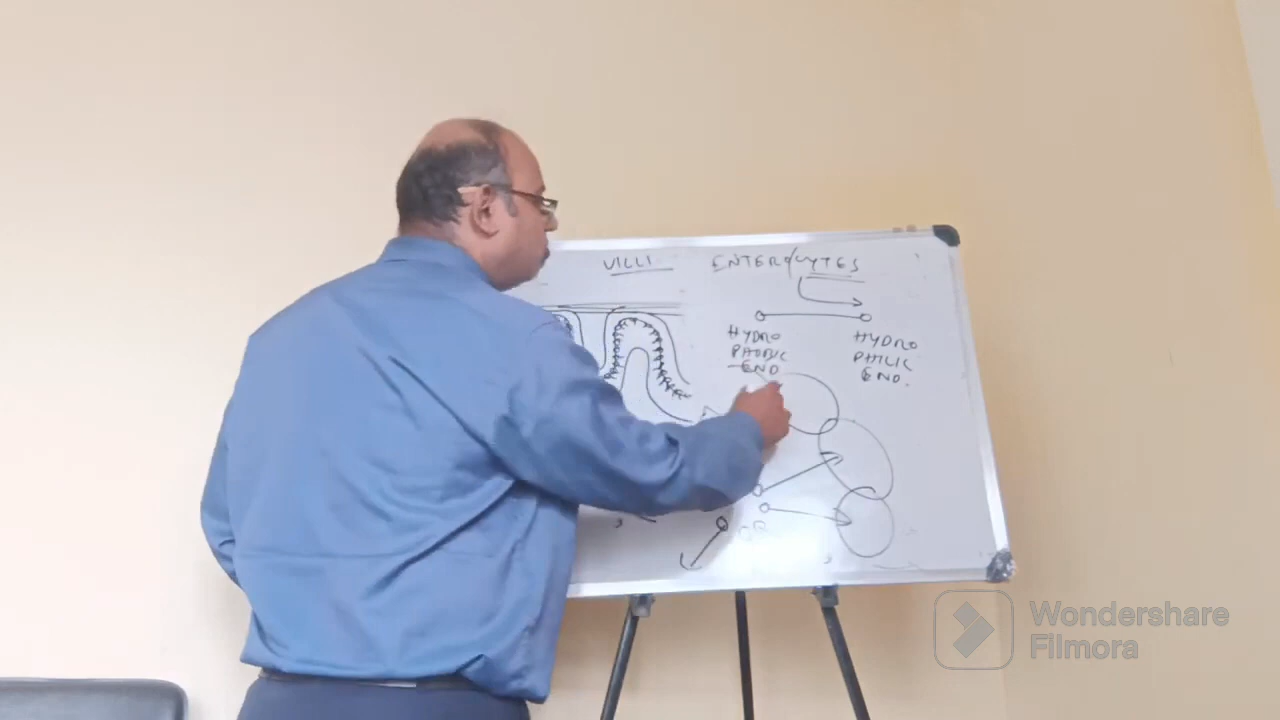 VILLI
ENTEROCYTES
HYDRO
PHOBIC
END
HYDRO
PHILIC
END.
Wondershare
Filmora